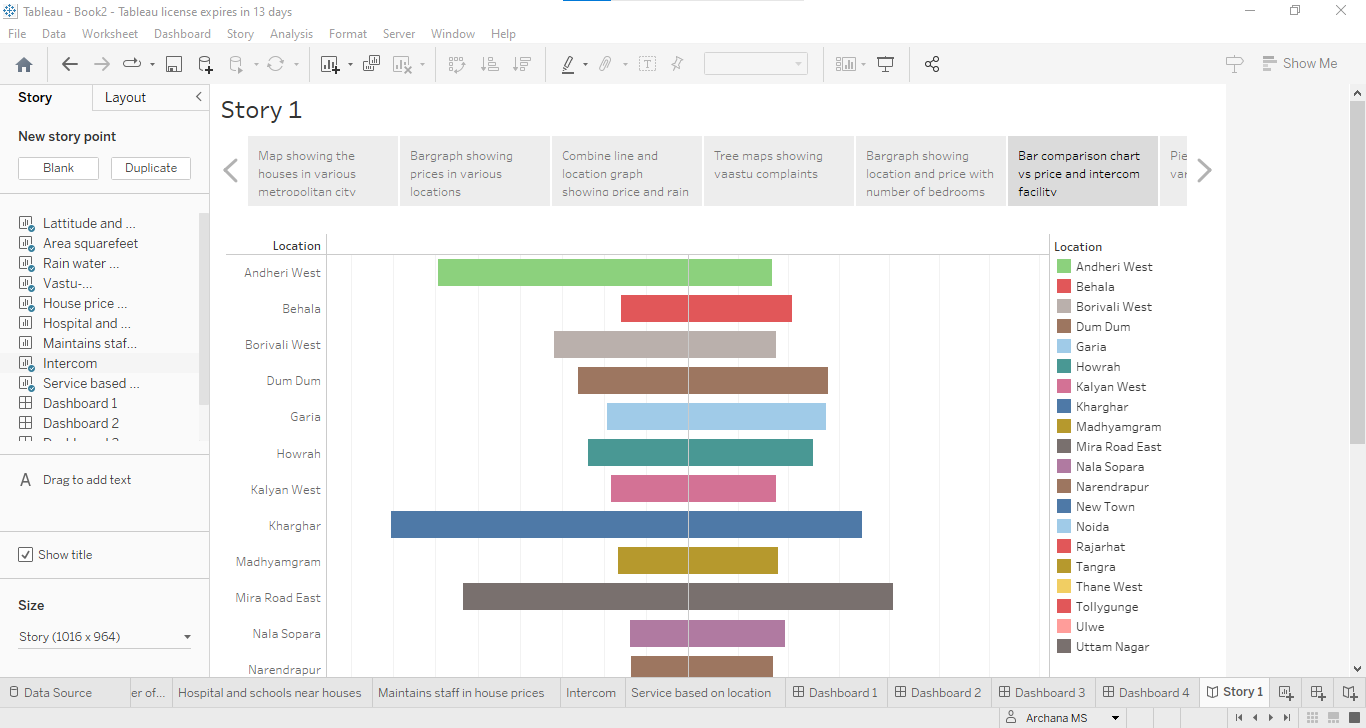 Tableau - Book2 - Tableau license expires in 13 days
File Data Worksheet Dashboard Story Analysis Format Server Window Help
Show Me
Story Layout
New story point
Blank Duplicate
Lattitude and ...
Area squarefeet
Rain water ...
Vastu-...
House price ...
Hospital and ...
Maintains staf...
Intercom
Service based ...
Dashboard 1
Dashboard 2
A Drag to add text
Show title
Size
Story (1016 x 964)
Story 1
Map showing the
houses in various
metropolitan city
Bargraph showing
prices in various
locations
Combine line and
location graph
showing price and rain
Tree maps showing
vaastu complaints
Bargraph showing
location and price with
number of bedrooms
Bar comparison chart
vs price and intercom
facility
Pie
var
Location
Andheri West
Behala
Borivali West
Dum Dum
Garia
Howrah
Kalyan West
Kharghar
Madhyamgram
Mira Road East
Nala Sopara
Narendrapur
Location
Andheri West
Behala
Borivali West
Dum Dum
Garia
Howrah
Kalyan West
Kharghar
Madhyamgram
Mira Road East
Nala Sopara
Narendrapur
New Town
Noida
Rajarhat
Tangra
Thane West
Tollygunge
Ulwe
Uttam Nagar
Data Source er of... Hospital and schools near houses Maintains staff in house prices Intercom Service based on location Dashboard 1 Dashboard 2 Dashboard 3 Dashboard 4 Story 1
Archana MS